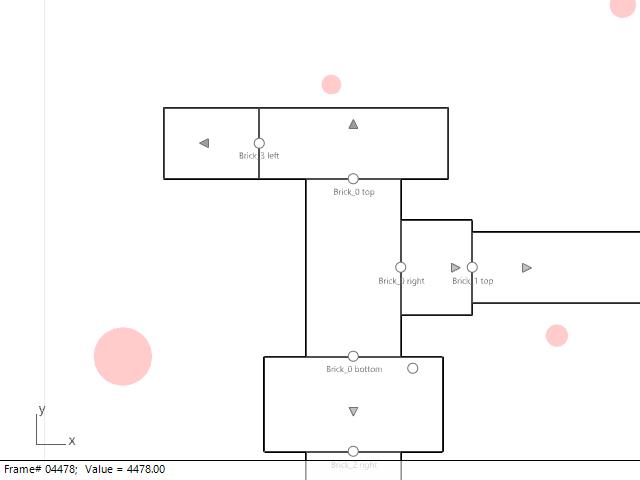 Brick_3 left
Brick_0 top
Brick_0 right
Brick_1 top
Brick_0 bottom
y
x
Brick_2 right
Frame# 04478;  Value = 4478.00